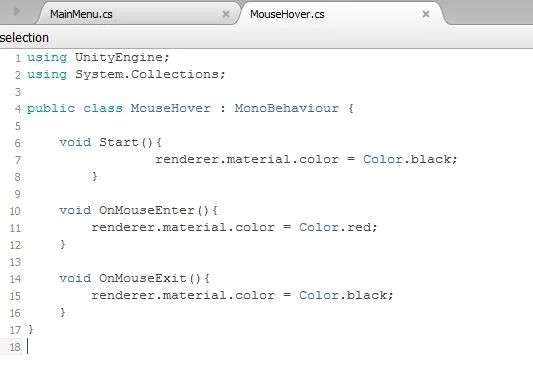 MainMenu.cs × MouseHover.cs ×
selection
1 using UnityEngine;
2 using System.Collections;
3
4 public class MouseHover : MonoBehaviour {
5
6     void Start(){
7                 renderer.material.color = Color.black;
8         }
9
10     void OnMouseEnter(){
11         renderer.material.color = Color.red;
12     }
13
14     void OnMouseExit(){
15         renderer.material.color = Color.black;
16     }
17 }
18